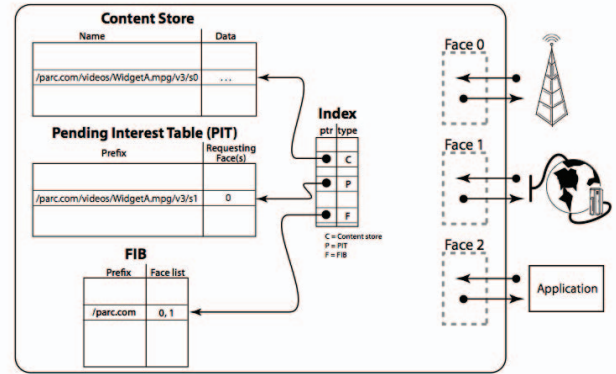 Content Store
Name Data
/parc.com/videos/WidgetA.mpg/v3/s0 ...
Pending Interest Table (PIT)
Prefix Requesting
Face(s)
/parc.com/videos/WidgetA.mpg/v3/s1 0
FIB
Prefix Face list
/parc.com 0, 1
Index
ptr type
C
P
F
C = Content store
P = PIT
F = FIB
Face 0
Face 1
Face 2
Application